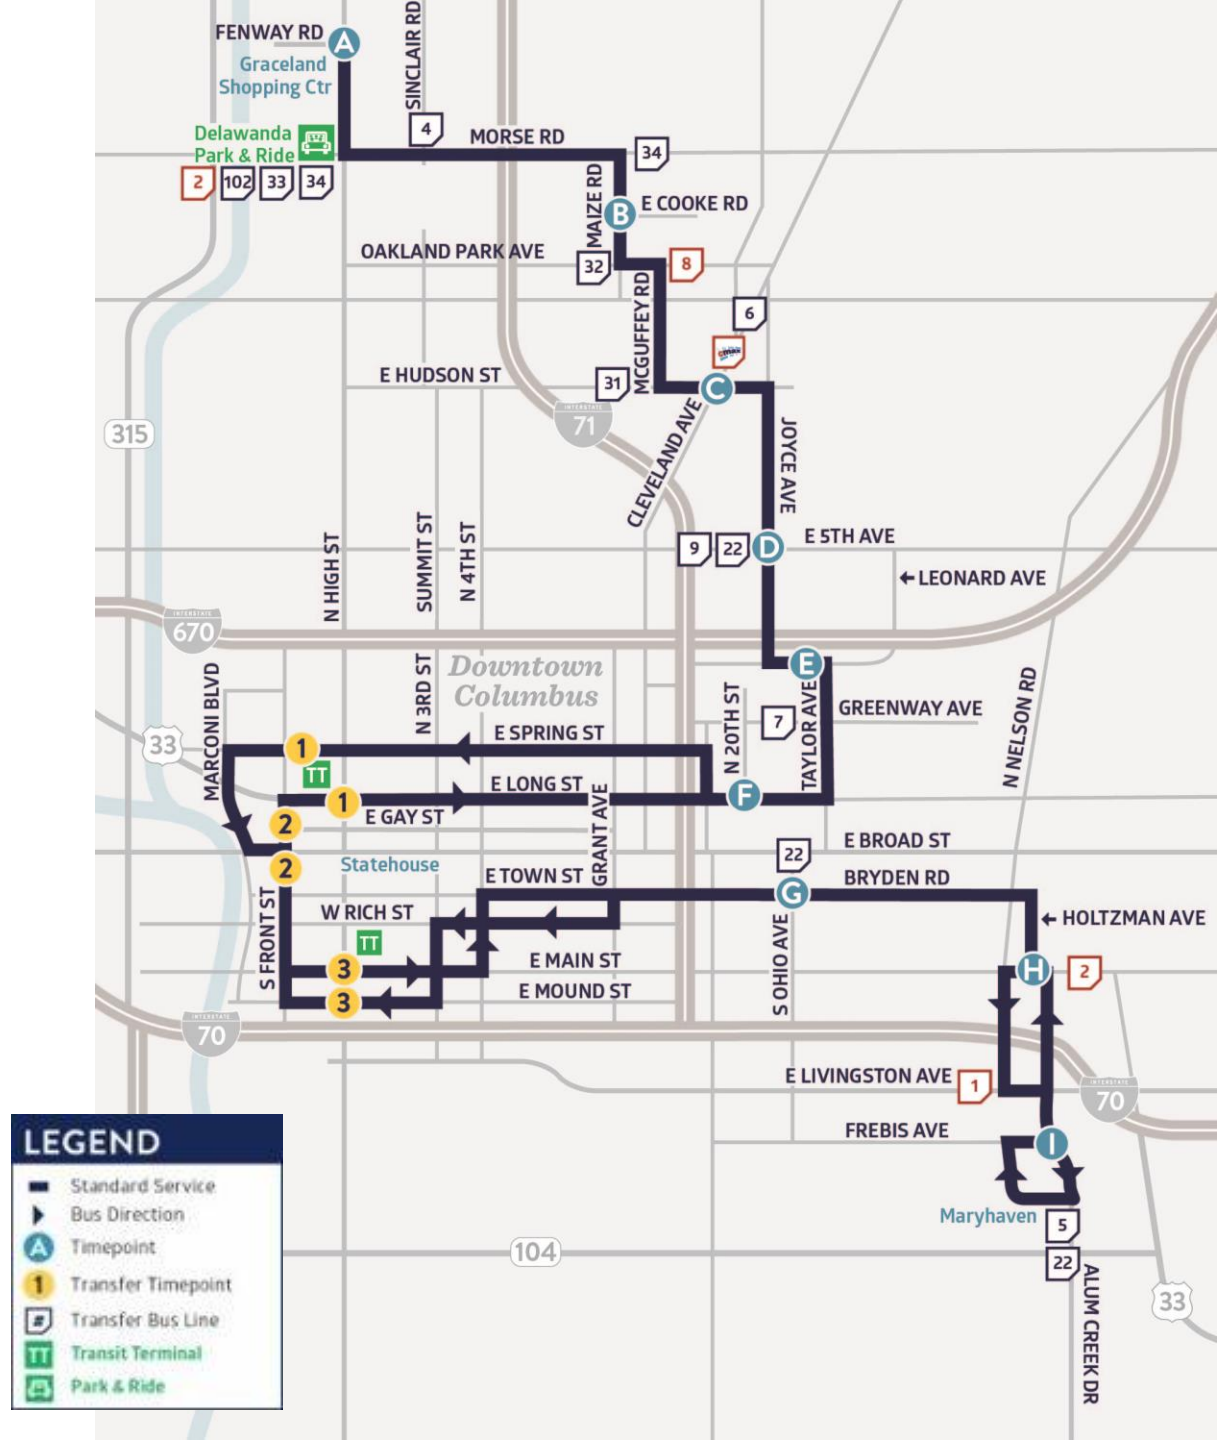 FENWAY RD
A
SINCLAIR RD
Graceland
Shopping Ctr
4
MORSE RD
Delawanda
Park & Ride
34
2
102
33
34
MAIZE RD
B
E COOKE RD
OAKLAND PARK AVE
32
8
MCGUFFEY RD
6
cmax
E HUDSON ST
31
C
INTERSTATE
71
315
CLEVELAND AVE
JOYCE AVE
N HIGH ST
SUMMIT ST
N 4TH ST
9
22
D
E 5TH AVE
LEONARD AVE
INTERSTATE
670
Downtown
Columbus
E
MARCONI BLVD
N 3RD ST
N 20TH ST
TAYLOR AVE
N NELSON RD
GREENWAY AVE
7
33
1
E SPRING ST
TT
E LONG ST
1
F
2
E GAY ST
GRANT AVE
E BROAD ST
22
2
Statehouse
E TOWN ST
G
BRYDEN RD
S FRONT ST
W RICH ST
HOLTZMAN AVE
TT
S OHIO AVE
3
E MAIN ST
H
2
3
E MOUND ST
INTERSTATE
70
E LIVINGSTON AVE
1
INTERSTATE
70
FREBIS AVE
I
Maryhaven
5
22
104
ALUM CREEK DR
33
LEGEND
Standard Service
Bus Direction
A
Timepoint
1
Transfer Timepoint
#
Transfer Bus Line
TT
Transit Terminal
Park & Ride